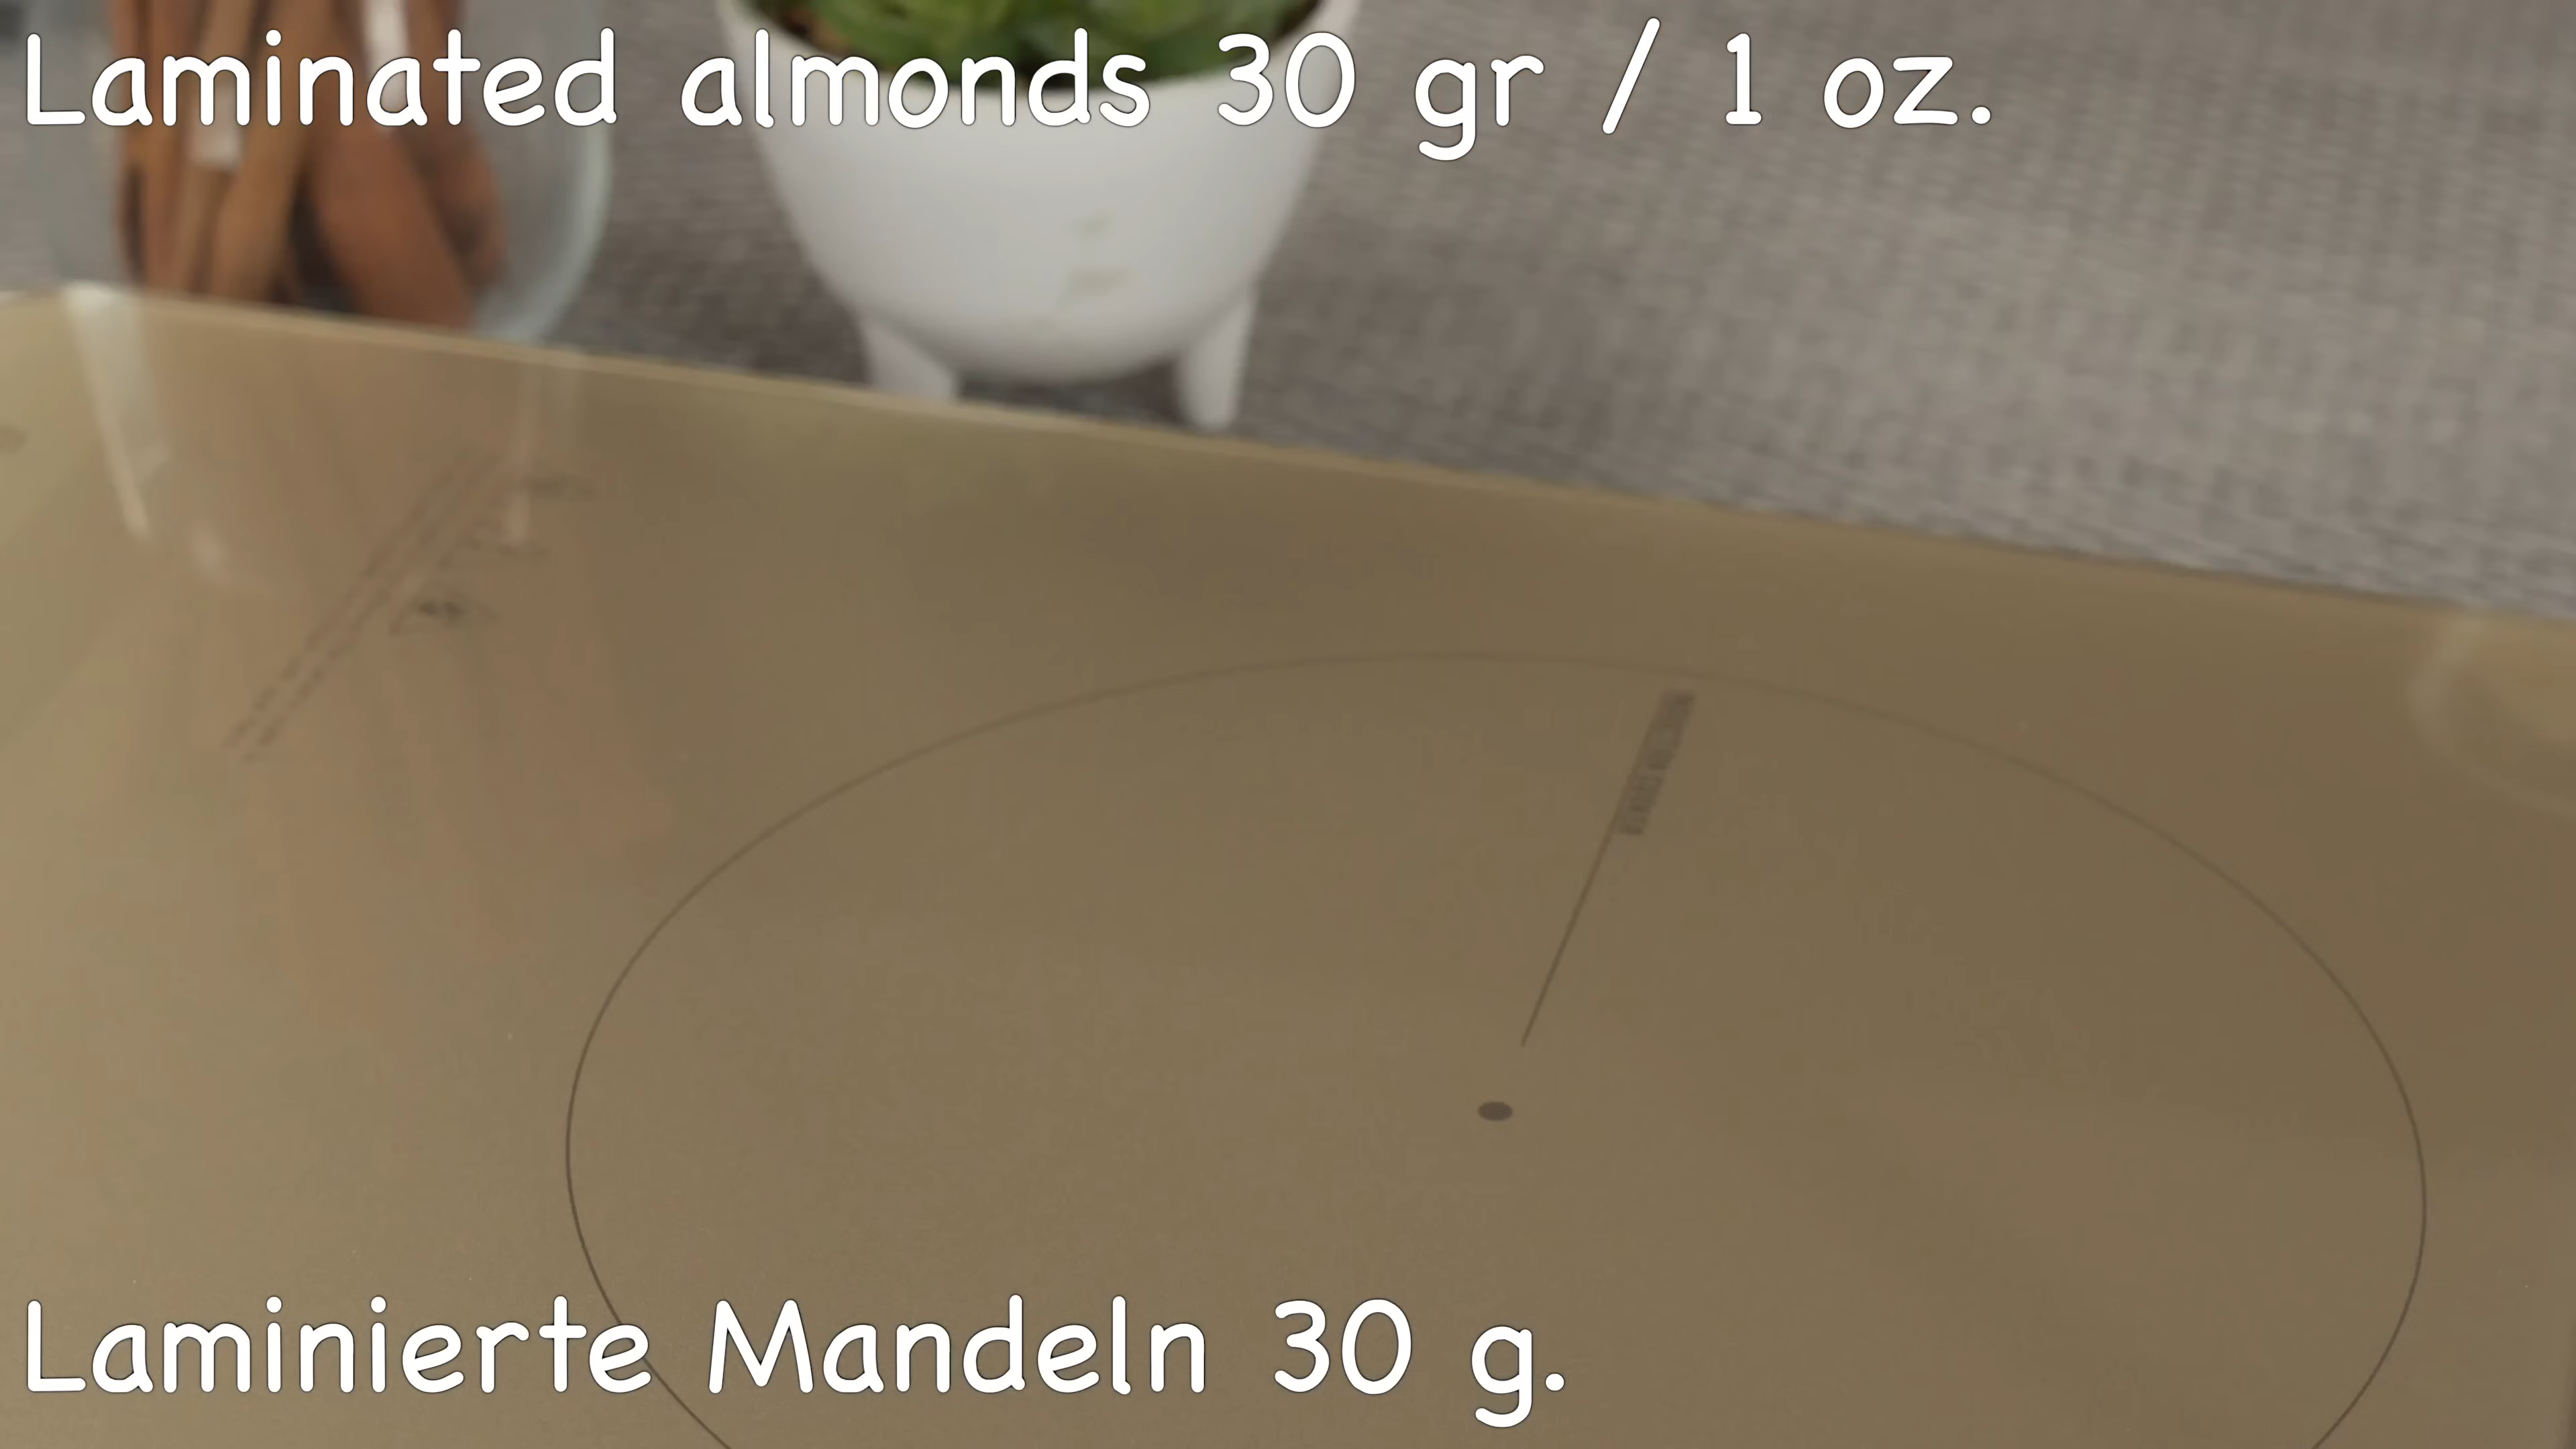 Laminated almonds 30 gr / 1 oz.
Laminierte Mandeln 30 g.